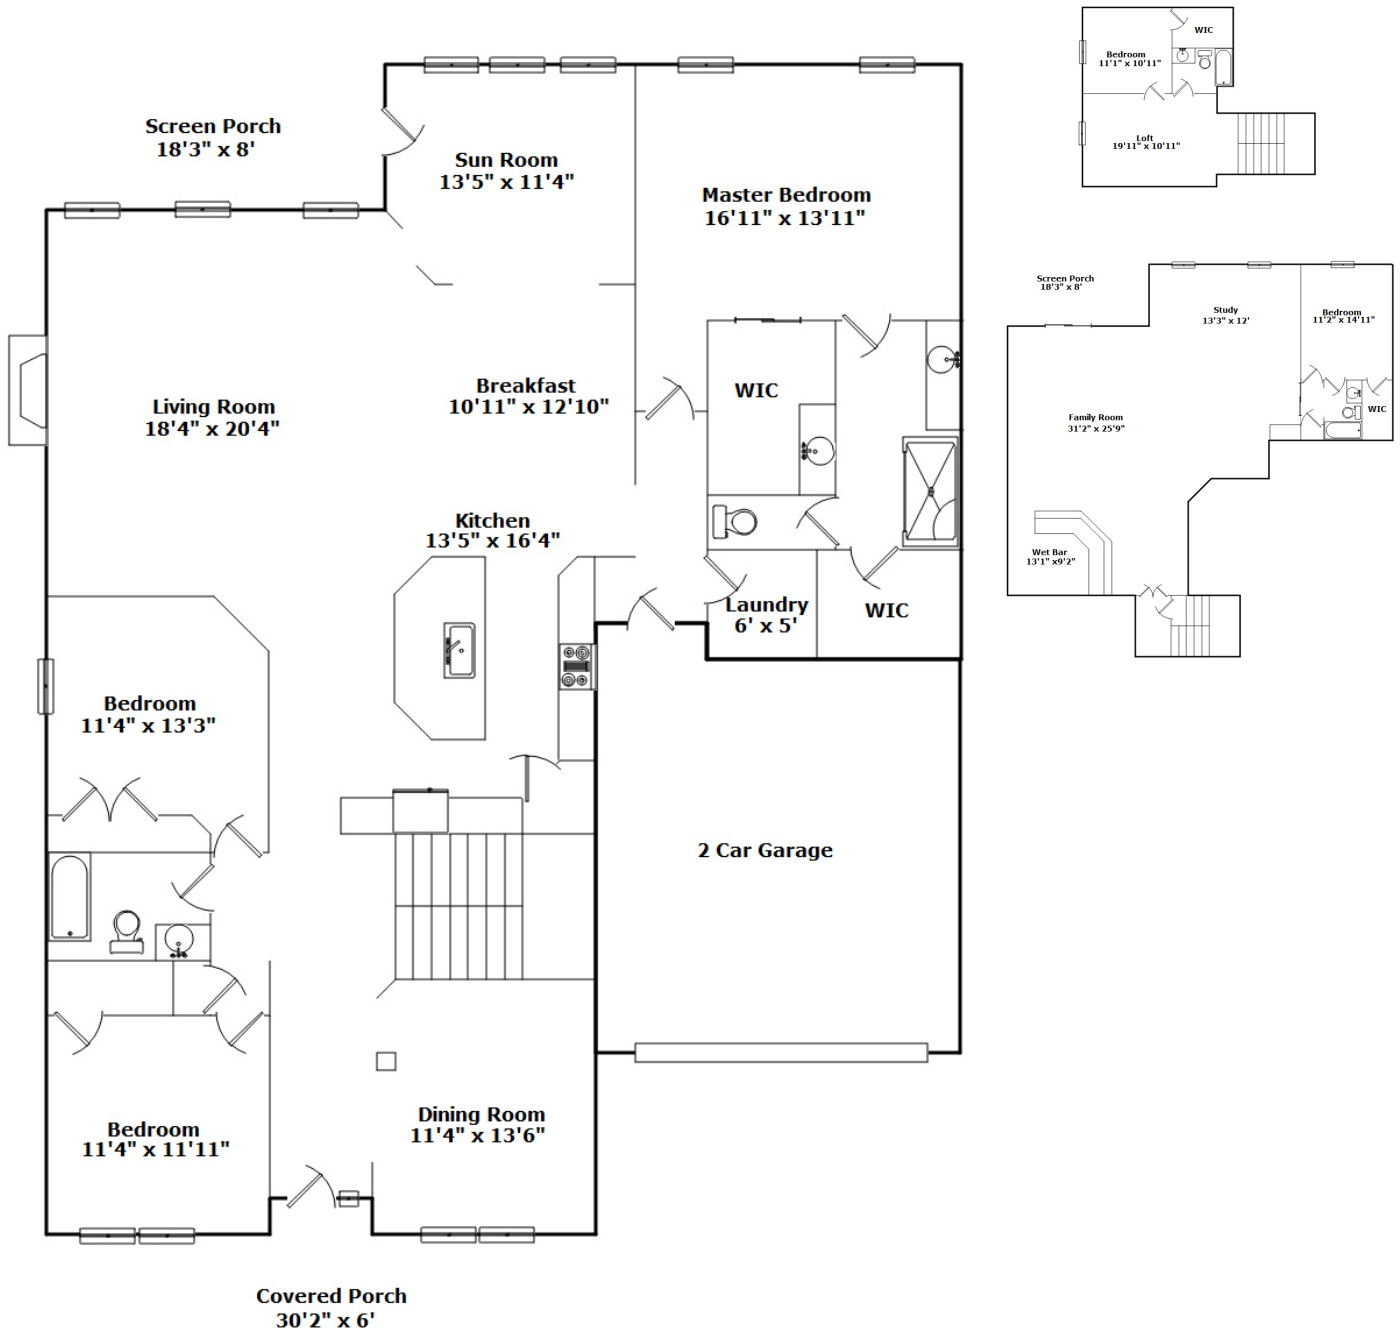 Screen Porch
18'3" x 8'
Sun Room
13'5" x 11'4"
Master Bedroom
16'11" x 13'11"
Living Room
18'4" x 20'4"
Breakfast
10'11" x 12'10"
WIC
Kitchen
13'5" x 16'4"
Laundry
6' x 5'
WIC
Bedroom
11'4" x 13'3"
2 Car Garage
Bedroom
11'4" x 11'11"
Dining Room
11'4" x 13'6"
Covered Porch
30'2" x 6'
WIC
Bedroom
11'1" x 10'11"
Loft
19'11" x 10'11"
Screen Porch
18'3" x 8'
Study
13'3" x 12'
Bedroom
11'2" x 14'11"
Family Room
31'2" x 25'9"
WIC
Wet Bar
13'1" x9'2"